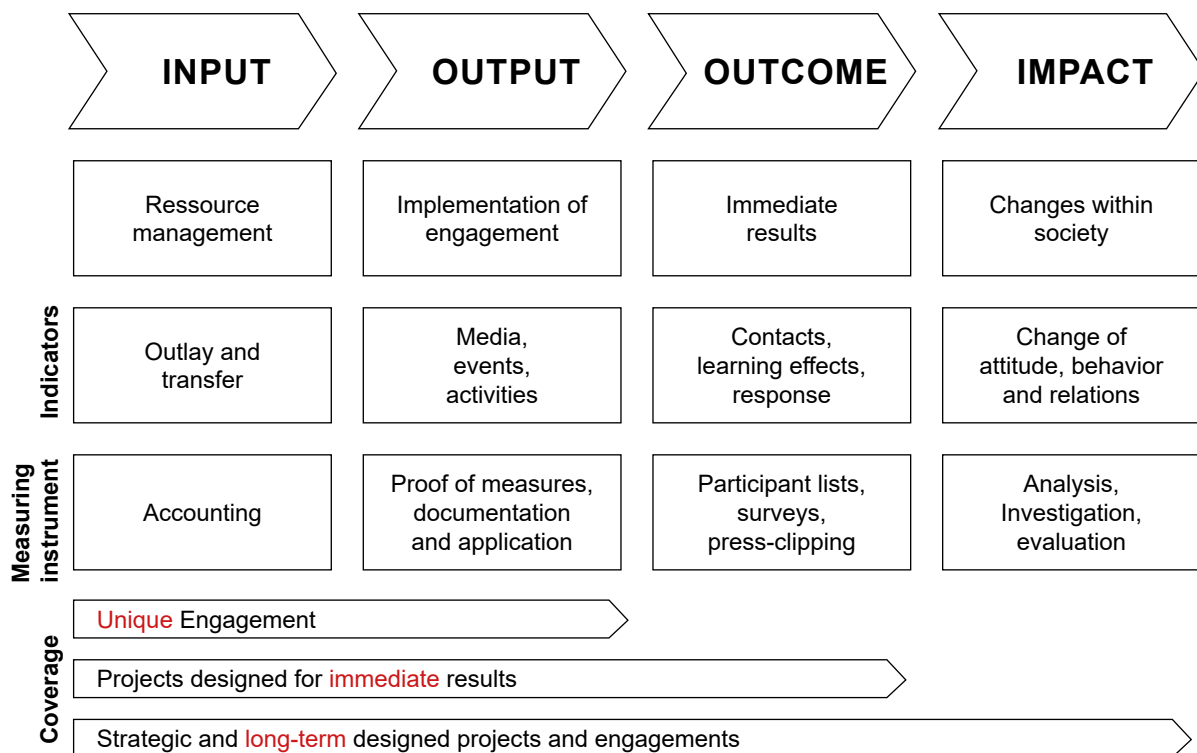 INPUT
OUTPUT
OUTCOME
IMPACT
Ressource
management
Implementation of
engagement
Immediate
results
Changes within
society
Indicators
Outlay and
transfer
Media,
events,
activities
Contacts,
learning effects,
response
Change of
attitude, behavior
and relations
Measuring
instrument
Accounting
Proof of measures,
documentation
and application
Participant lists,
surveys,
press-clipping
Analysis,
Investigation,
evaluation
Coverage
Unique Engagement
Projects designed for immediate results
Strategic and long-term designed projects and engagements